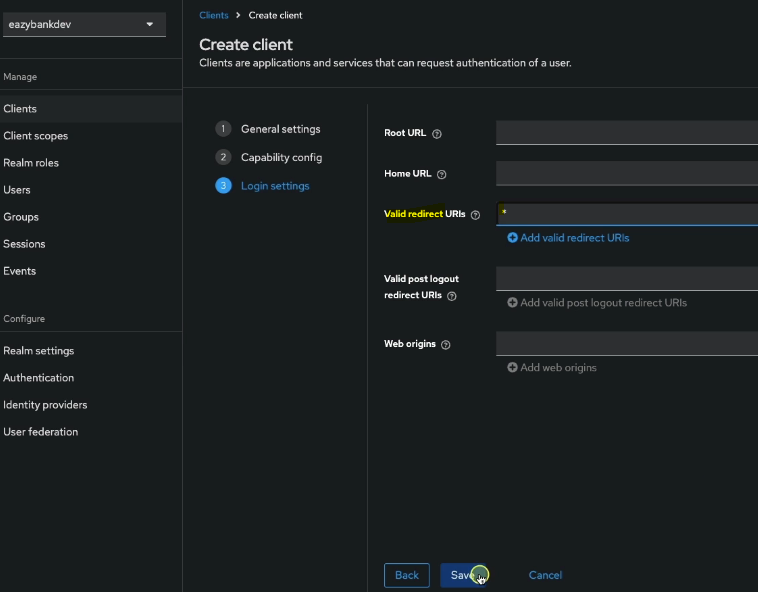 eazybankdev
Manage
Clients
Client scopes
Realm roles
Users
Groups
Sessions
Events
Configure
Realm settings
Authentication
Identity providers
User federation
Clients > Create client
Create client
Clients are applications and services that can request authentication of a user.
1 General settings
2 Capability config
3 Login settings
Root URL
Home URL
Valid redirect URIs
*
Add valid redirect URIs
Valid post logout
redirect URIs
Add valid post logout redirect URIs
Web origins
Add web origins
Back
Save
Cancel